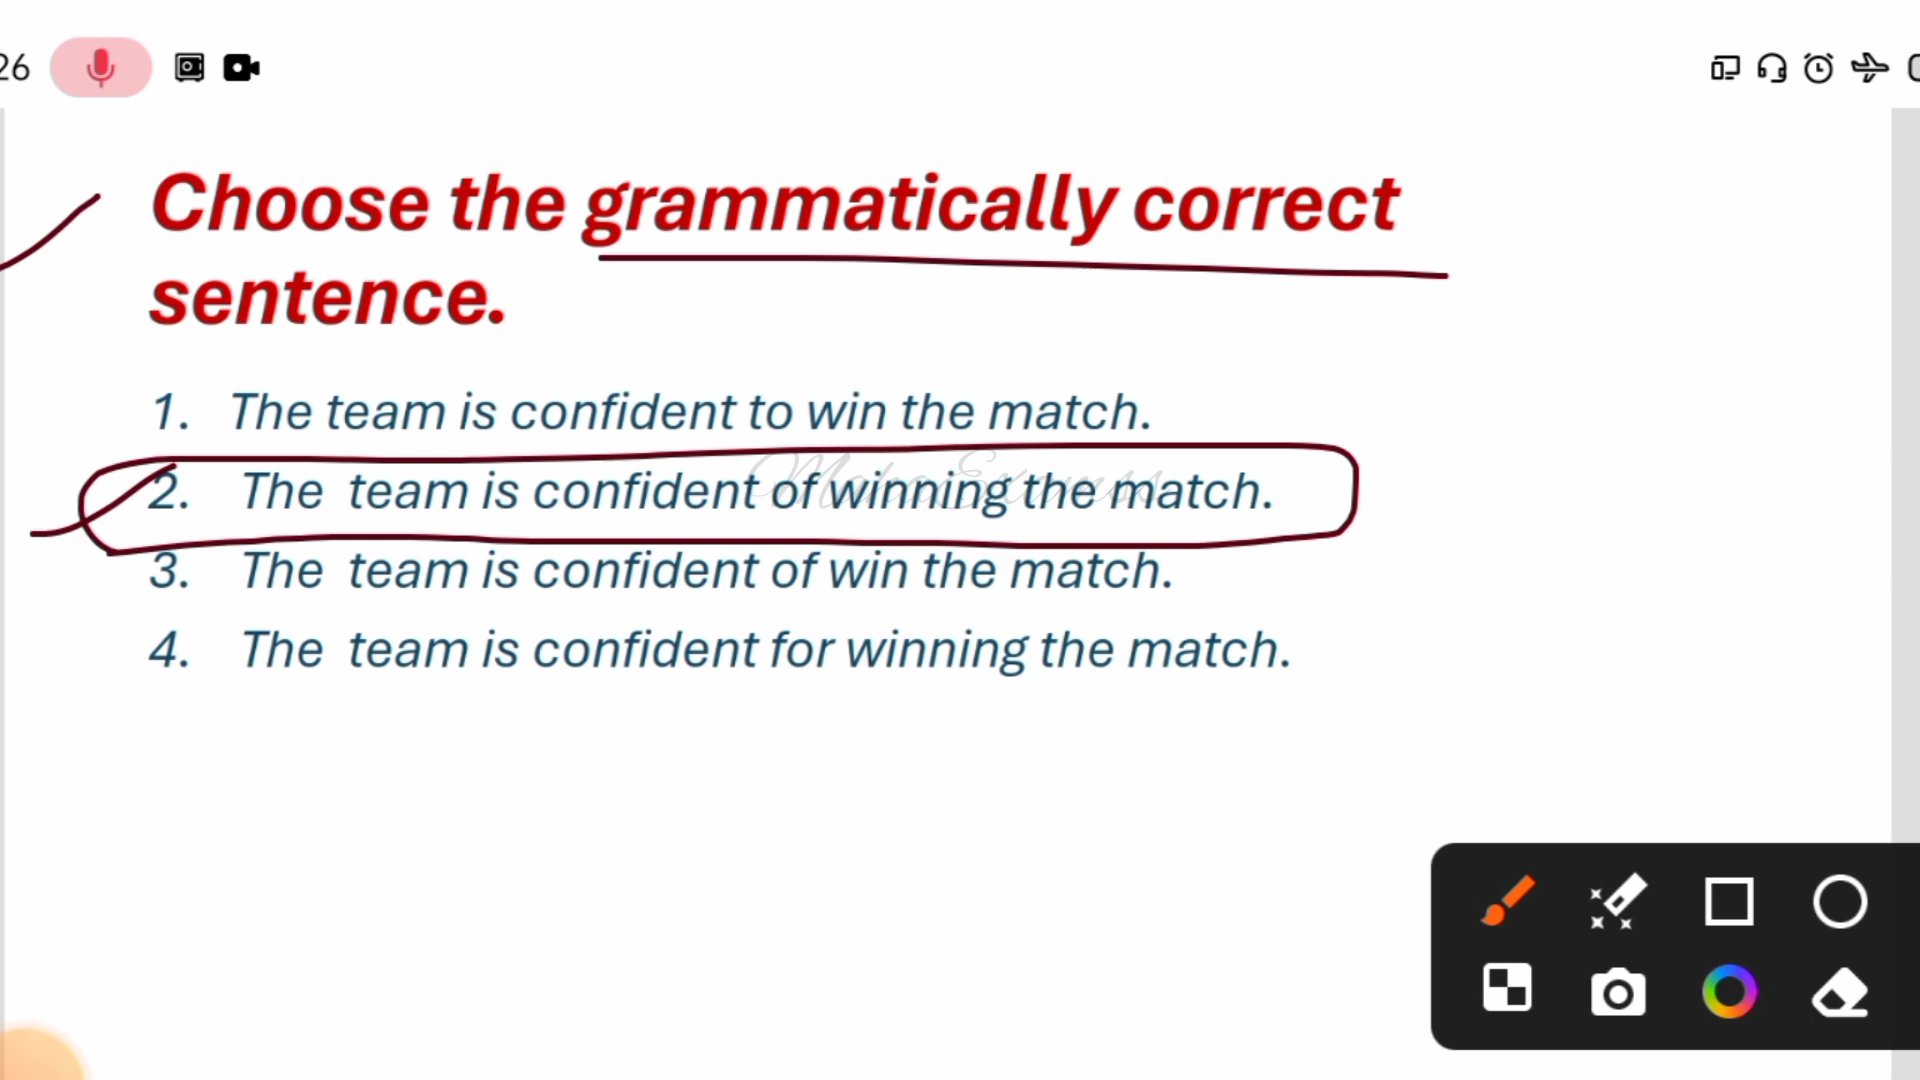 26
Choose the grammatically correct
sentence.
1. The team is confident to win the match.
2. The team is confident of winning the match.
MahaExamss
3. The team is confident of win the match.
4. The team is confident for winning the match.